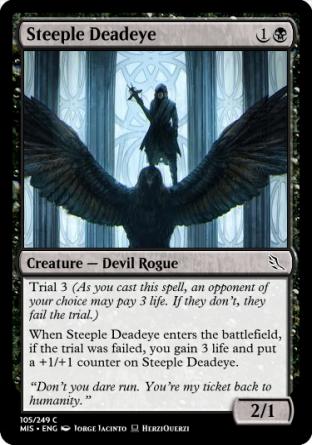 Steeple Deadeye 1
Creature — Devil Rogue
Trial 3 (As you cast this spell, an opponent of
your choice may pay 3 life. If they don't, they
fail the trial.)
When Steeple Deadeye enters the battlefield,
if the trial was failed, you gain 3 life and put
a +1/+1 counter on Steeple Deadeye.
“Don't you dare run. You're my ticket back to
humanity.”
2/1
105/249 C
MIS • ENG Jorge Jacinto HerziQuerzi